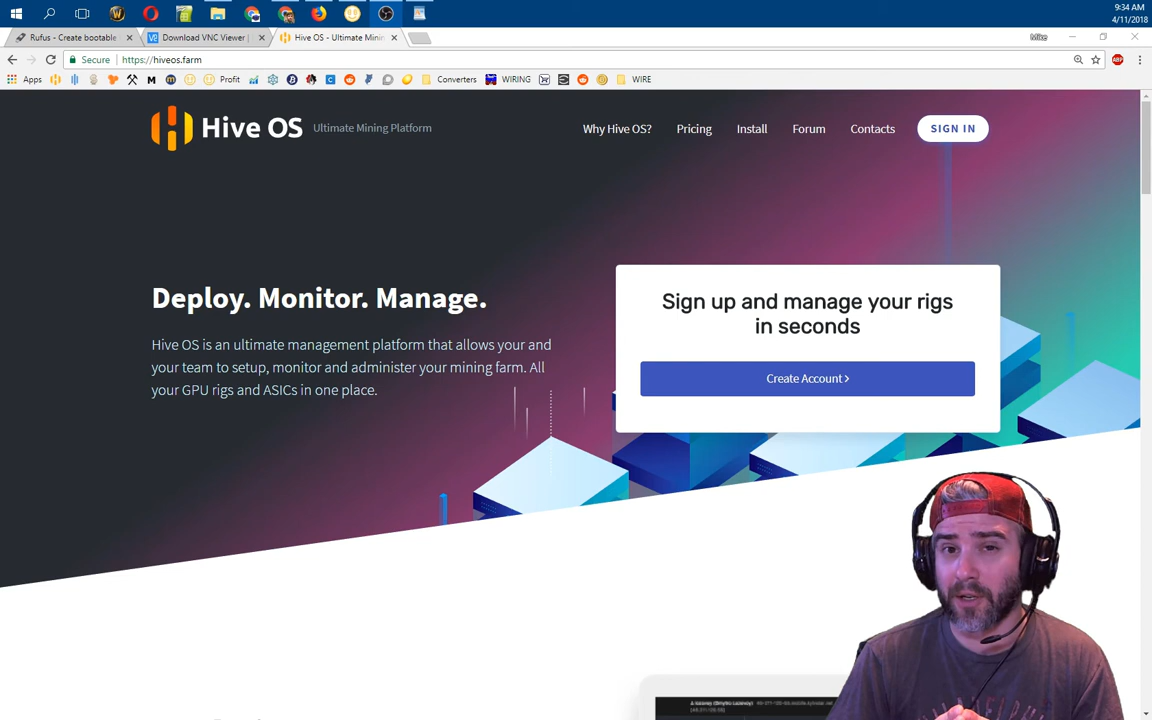 9:34 AM
4/11/2018
Rufus - Create bootable
Download VNC Viewer |
Hive OS - Ultimate Minin
Mike
Secure
https://hiveos.farm
Apps
Profit
Converters
WIRING
WIRE
Hive OS
Ultimate Mining Platform
Why Hive OS?
Pricing
Install
Forum
Contacts
SIGN IN
Deploy. Monitor. Manage.
Hive OS is an ultimate management platform that allows your and
your team to setup, monitor and administer your mining farm. All
your GPU rigs and ASICs in one place.
Sign up and manage your rigs
in seconds
Create Account >